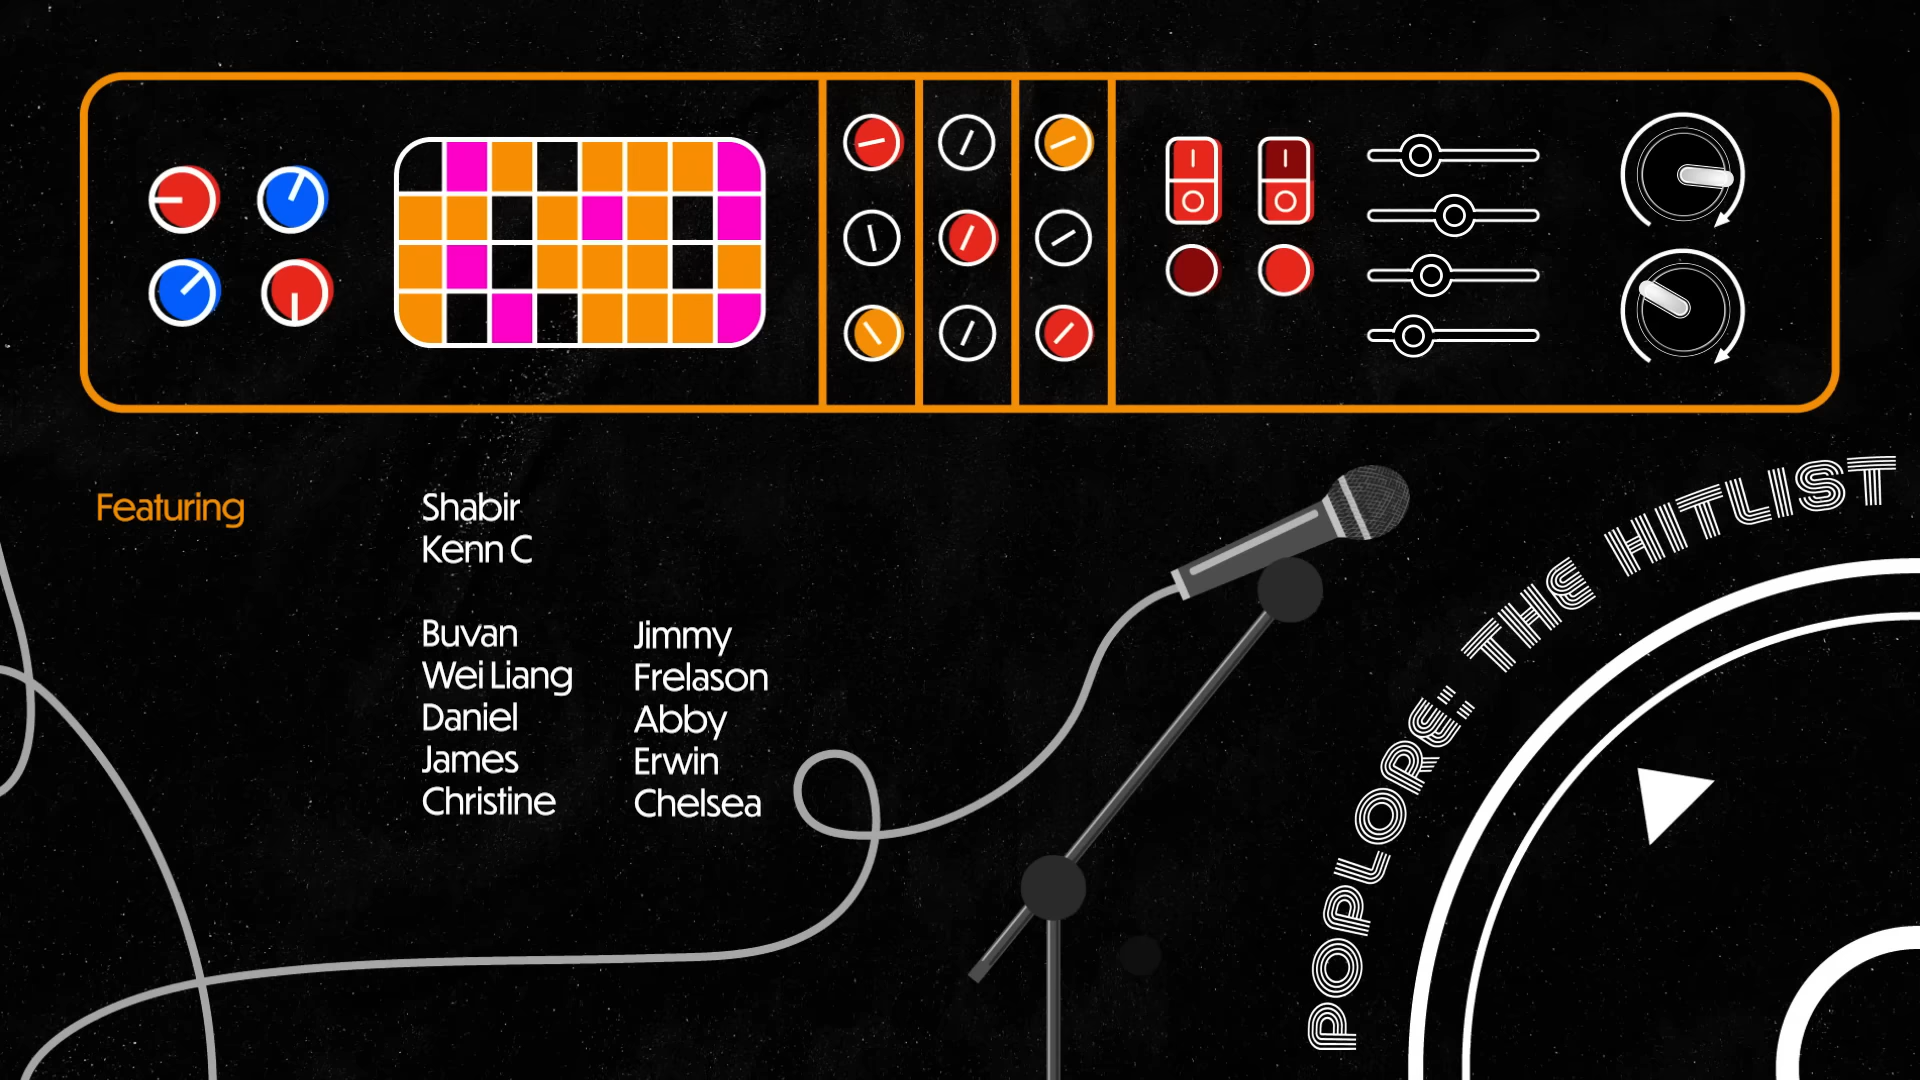 Featuring
Shabir
Kenn C
Buvan
Wei Liang
Daniel
James
Christine
Jimmy
Frelason
Abby
Erwin
Chelsea
POPLORE: THE HITLIST